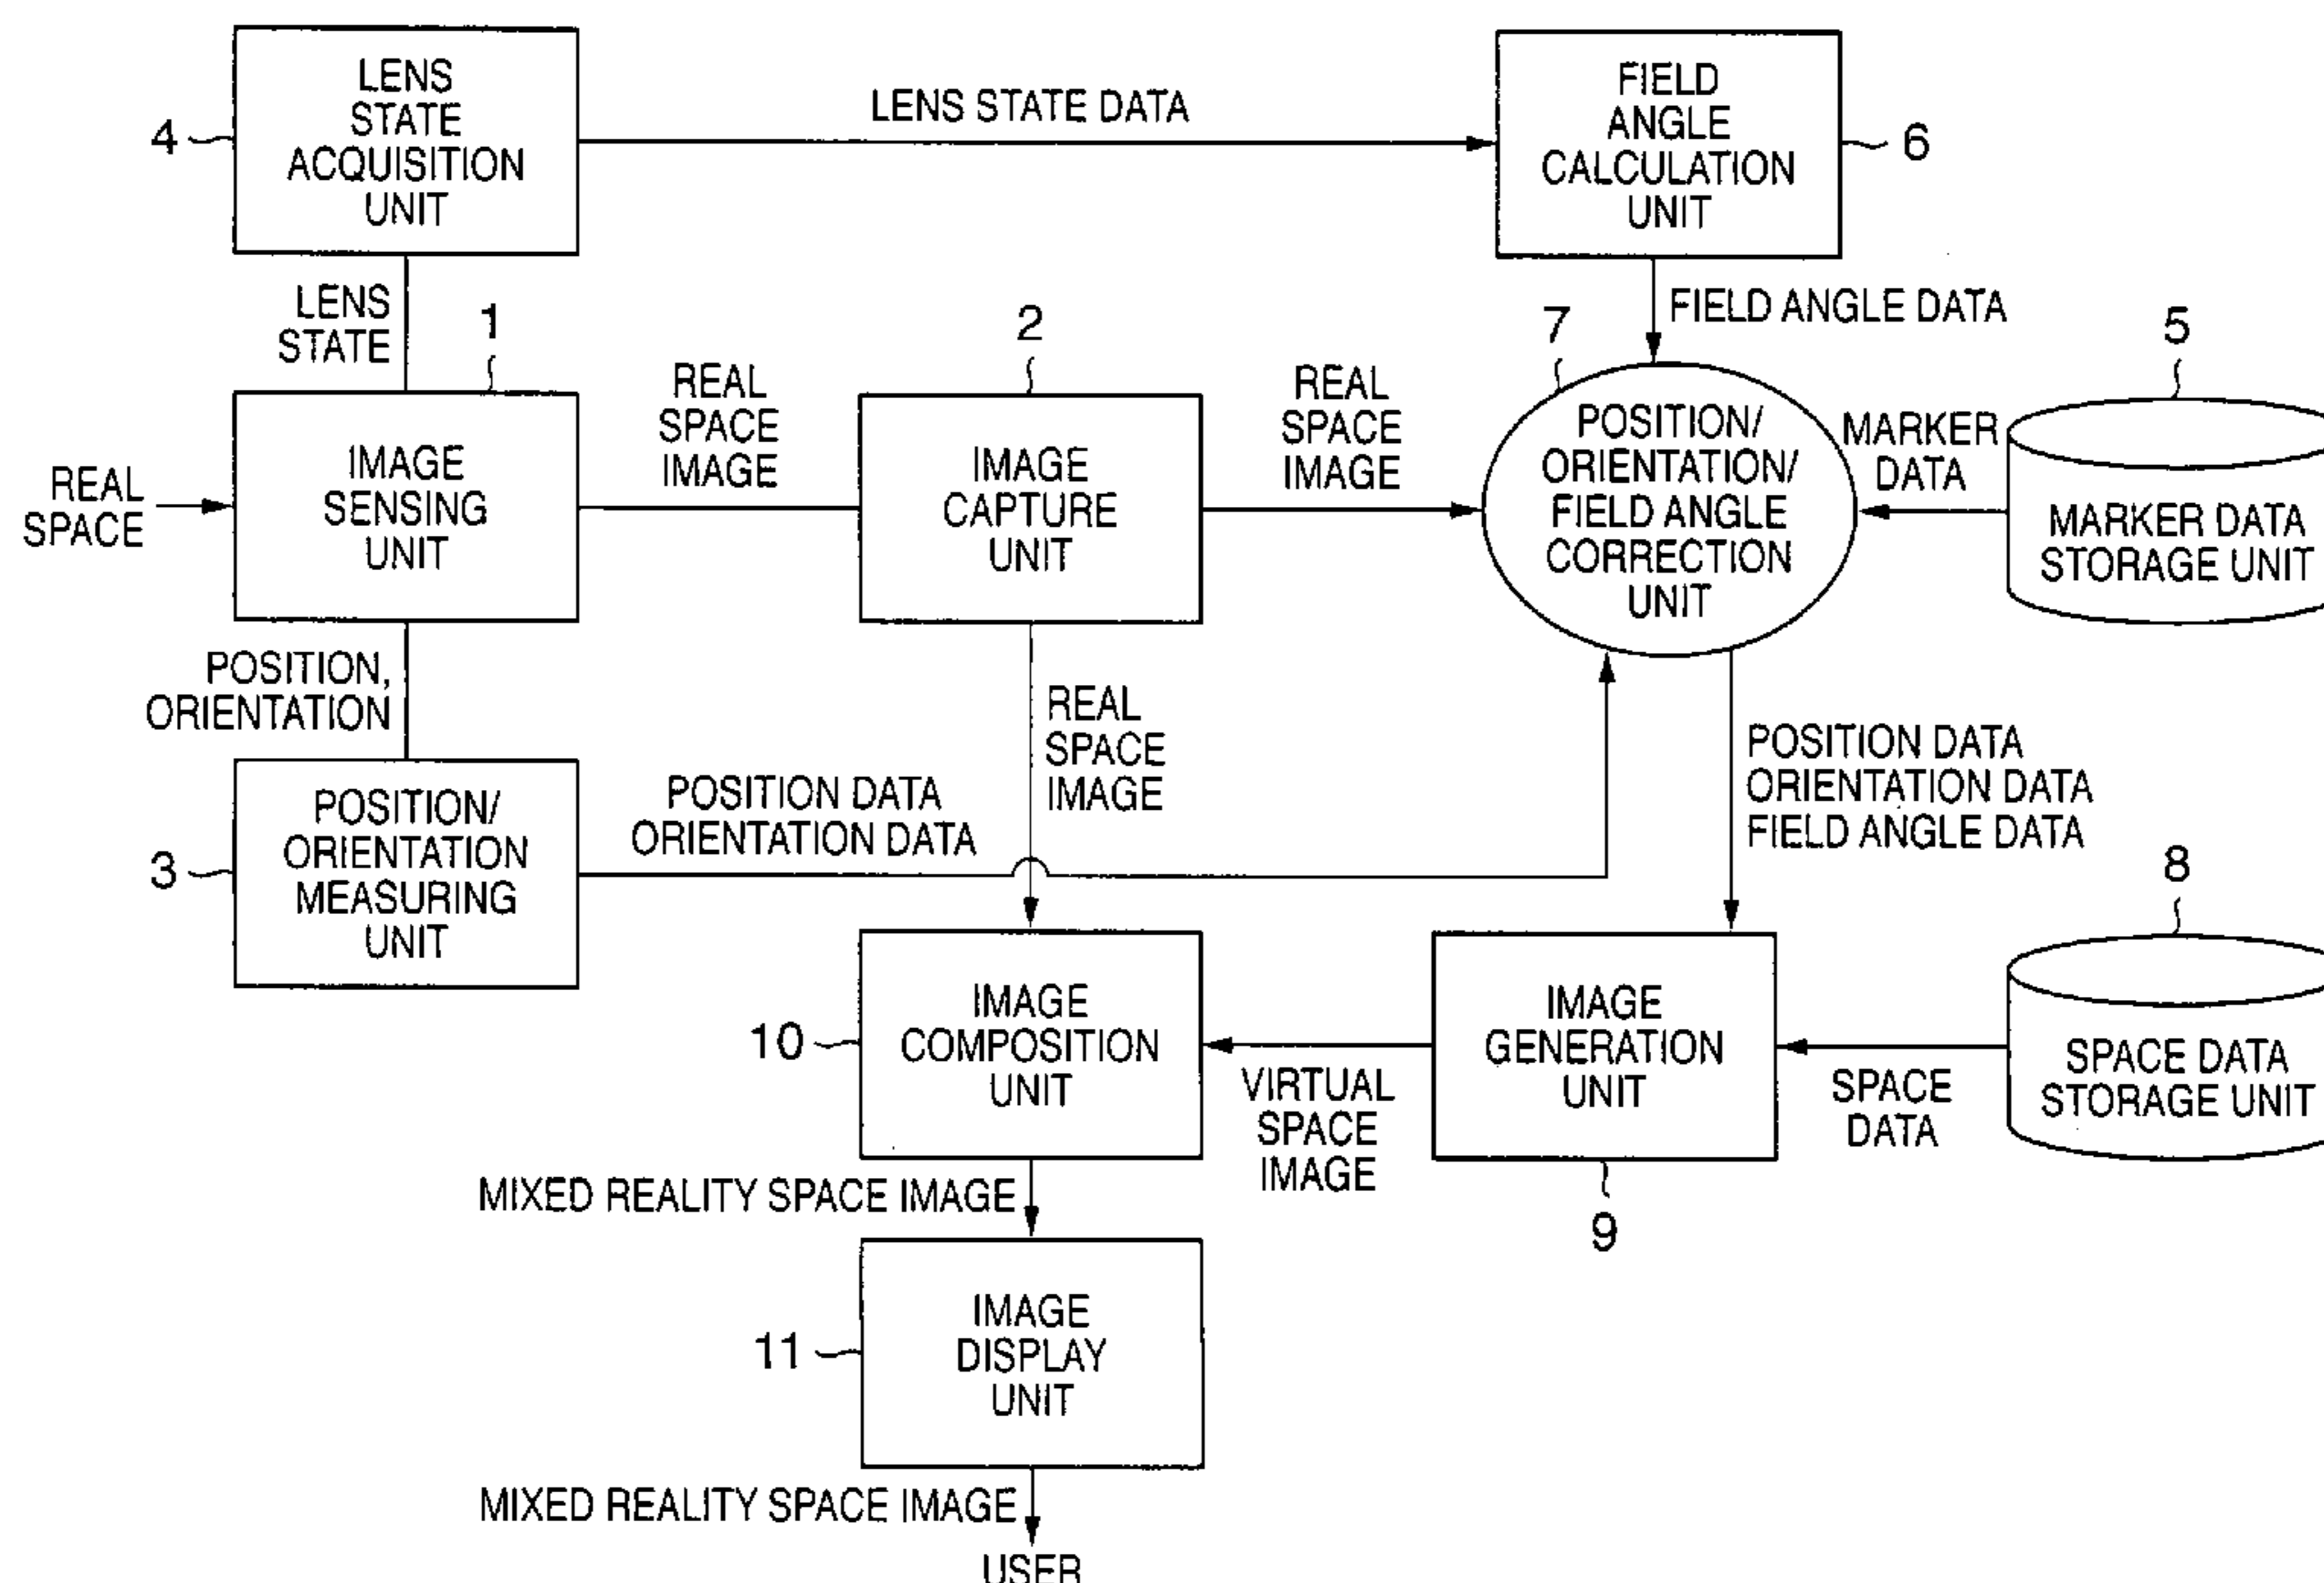 LENS
STATE
ACQUISITION
UNIT
4
LENS STATE DATA
FIELD
ANGLE
CALCULATION
UNIT
6
LENS
STATE
1
2
7
FIELD ANGLE DATA
5
REAL
SPACE
IMAGE
SENSING
UNIT
REAL
SPACE
IMAGE
IMAGE
CAPTURE
UNIT
REAL
SPACE
IMAGE
POSITION/
ORIENTATION/
FIELD ANGLE
CORRECTION
UNIT
MARKER
DATA
MARKER DATA
STORAGE UNIT
POSITION,
ORIENTATION
REAL
SPACE
IMAGE
POSITION DATA
ORIENTATION DATA
FIELD ANGLE DATA
3
POSITION/
ORIENTATION
MEASURING
UNIT
POSITION DATA
ORIENTATION DATA
8
10
IMAGE
COMPOSITION
UNIT
VIRTUAL
SPACE
IMAGE
IMAGE
GENERATION
UNIT
9
SPACE
DATA
SPACE DATA
STORAGE UNIT
MIXED REALITY SPACE IMAGE
11
IMAGE
DISPLAY
UNIT
MIXED REALITY SPACE IMAGE
USER